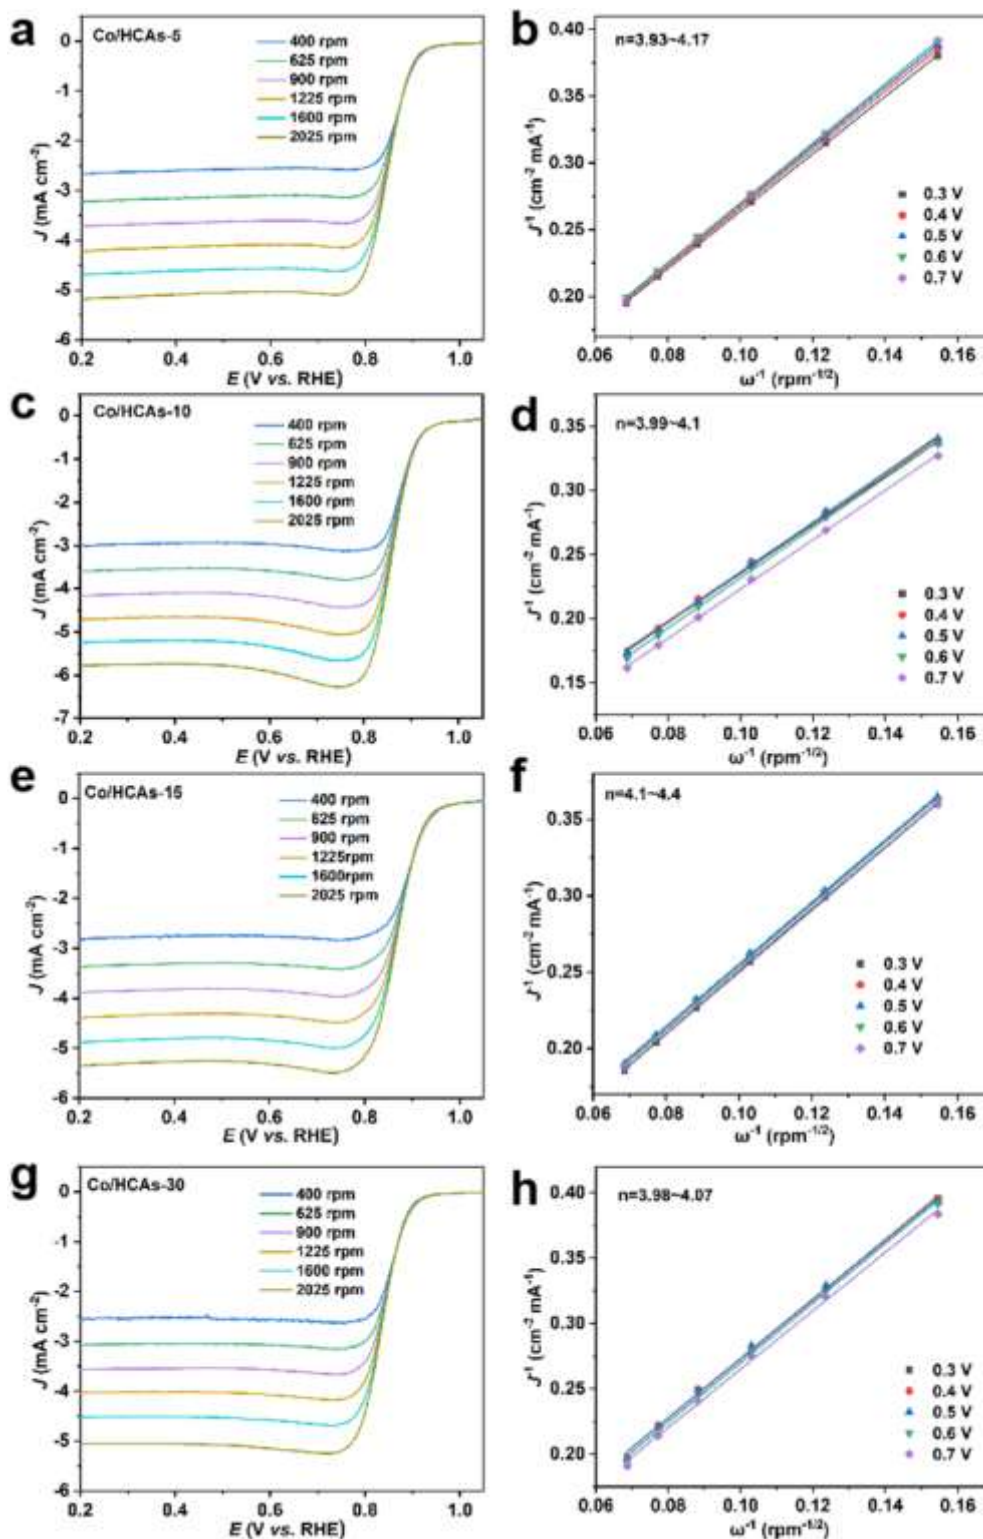 a
Co/HCAs-5
400 rpm
625 rpm
900 rpm
1225 rpm
1600 rpm
2025 rpm
0
-1
-2
-3
-4
-5
-6
J (mA cm⁻²)
0.2 0.4 0.6 0.8 1.0
E (V vs. RHE)
b
n=3.93~4.17
0.40
0.35
0.30
0.25
0.20
J⁻¹ (cm⁻² mA⁻¹)
0.3 V
0.4 V
0.5 V
0.6 V
0.7 V
0.06 0.08 0.10 0.12 0.14 0.16
ω⁻¹ (rpm⁻¹/²)
c
Co/HCAs-10
400 rpm
625 rpm
900 rpm
1225 rpm
1600 rpm
2025 rpm
0
-1
-2
-3
-4
-5
-6
-7
J (mA cm⁻²)
0.2 0.4 0.6 0.8 1.0
E (V vs. RHE)
d
n=3.99~4.1
0.35
0.30
0.25
0.20
0.15
J⁻¹ (cm⁻² mA⁻¹)
0.3 V
0.4 V
0.5 V
0.6 V
0.7 V
0.06 0.08 0.10 0.12 0.14 0.16
ω⁻¹ (rpm⁻¹/²)
e
Co/HCAs-15
400 rpm
625 rpm
900 rpm
1225rpm
1600rpm
2025 rpm
0
-1
-2
-3
-4
-5
-6
J (mA cm⁻²)
0.2 0.4 0.6 0.8 1.0
E (V vs. RHE)
f
n=4.1~4.4
0.35
0.30
0.25
0.20
J⁻¹ (cm⁻² mA⁻¹)
0.3 V
0.4 V
0.5 V
0.6 V
0.7 V
0.06 0.08 0.10 0.12 0.14 0.16
ω⁻¹ (rpm⁻¹/²)
g
Co/HCAs-30
400 rpm
625 rpm
900 rpm
1225 rpm
1600 rpm
2025 rpm
0
-1
-2
-3
-4
-5
-6
J (mA cm⁻²)
0.2 0.4 0.6 0.8 1.0
E (V vs. RHE)
h
n=3.98~4.07
0.40
0.35
0.30
0.25
0.20
J⁻¹ (cm⁻² mA⁻¹)
0.3 V
0.4 V
0.5 V
0.6 V
0.7 V
0.06 0.08 0.10 0.12 0.14 0.16
ω⁻¹ (rpm⁻¹/²)